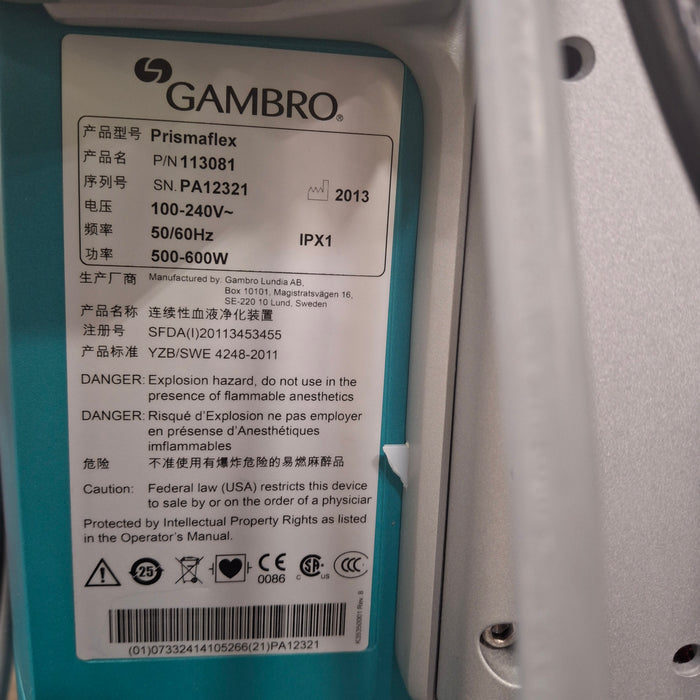 GAMBRO®
产品型号 Prismaflex
产品名 P/N 113081
序列号 SN. PA12321 2013
电压 100-240V~
频率 50/60Hz IPX1
功率 500-600W
生产厂商 Manufactured by: Gambro Lundia AB,
Box 10101, Magistratsvägen 16,
SE-220 10 Lund, Sweden
产品名称 连续性血液净化装置
注册号 SFDA(I)20113453455
产品标准 YZB/SWE 4248-2011
DANGER: Explosion hazard, do not use in the
presence of flammable anesthetics
DANGER: Risqué d'Explosion ne pas employer
en présense d'Anesthétiques
imflammables
危险 不准使用有爆炸危险的易燃麻醉品
Caution: Federal law (USA) restricts this device
to sale by or on the order of a physician
Protected by Intellectual Property Rights as listed
in the Operator's Manual.
25 CE 0086 C SA US CCC
(01)07332414105266(21)PA12321